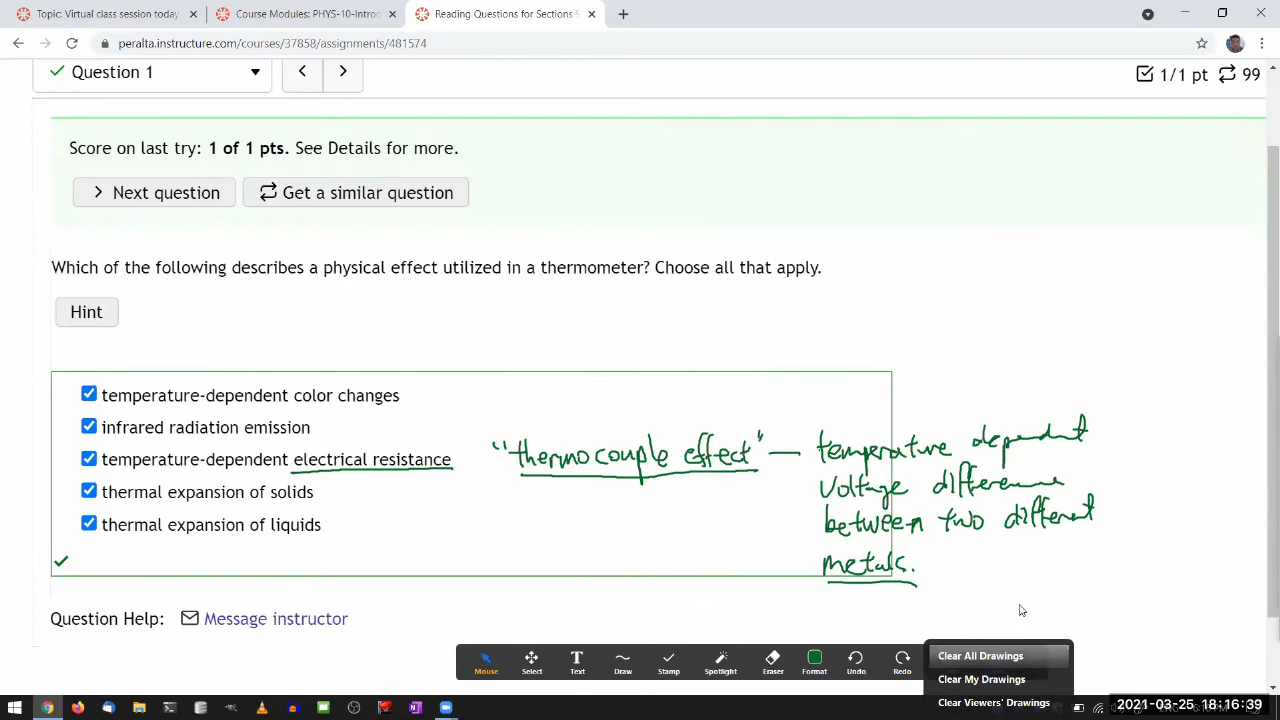 Topic: Virtual class session today
Course Modules: PHYS-10-Intro
Reading Questions for Sections S
peralta.instructure.com/courses/37858/assignments/481574
Question 1
1/1 pt 99
Score on last try: 1 of 1 pts. See Details for more.
Next question
Get a similar question
Which of the following describes a physical effect utilized in a thermometer? Choose all that apply.
Hint
temperature-dependent color changes
infrared radiation emission
temperature-dependent electrical resistance
thermal expansion of solids
thermal expansion of liquids
"thermocouple effect" — temperature dependent
voltage difference
between two different
metals.
Question Help: Message instructor
Mouse Select Text Draw Stamp Spotlight Eraser Format Undo Redo
Clear All Drawings
Clear My Drawings
Clear Viewers' Drawings
2021-03-25 18:16:39